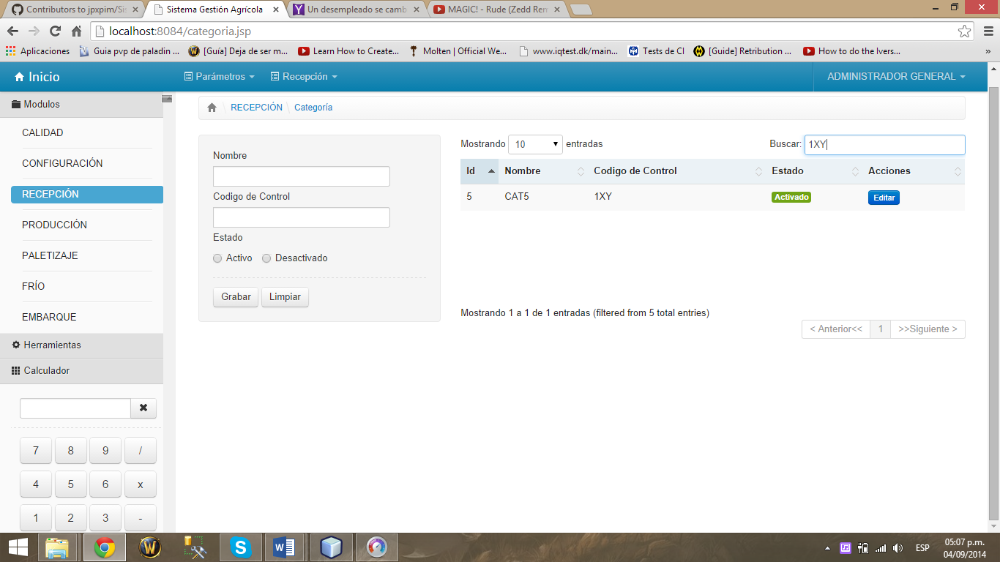 Contributors to jpxpim/Sis
Sistema Gestión Agrícola
Un desempleado se camb
MAGIC! - Rude (Zedd Rem
localhost:8084/categoria.jsp
Aplicaciones
Guia pvp de paladin ...
[Guía] Deja de ser m...
Learn How to Create...
Molten | Official We...
www.iqtest.dk/main...
Tests de CI
[Guide] Retribution ...
How to do the Ivers...
»
Inicio
Parámetros
Recepción
ADMINISTRADOR GENERAL
Modulos
CALIDAD
CONFIGURACIÓN
RECEPCIÓN
PRODUCCIÓN
PALETIZAJE
FRÍO
EMBARQUE
Herramientas
Calculador
7 8 9 /
4 5 6 x
1 2 3 -
RECEPCIÓN \ Categoría
Nombre
Codigo de Control
Estado
Activo Desactivado
Grabar Limpiar
Mostrando 10 entradas
Buscar: 1XY
Id Nombre Codigo de Control Estado Acciones
5 CAT5 1XY Activado Editar
Mostrando 1 a 1 de 1 entradas (filtered from 5 total entries)
< Anterior<< 1 >>Siguiente >
ESP
05:07 p.m.
04/09/2014